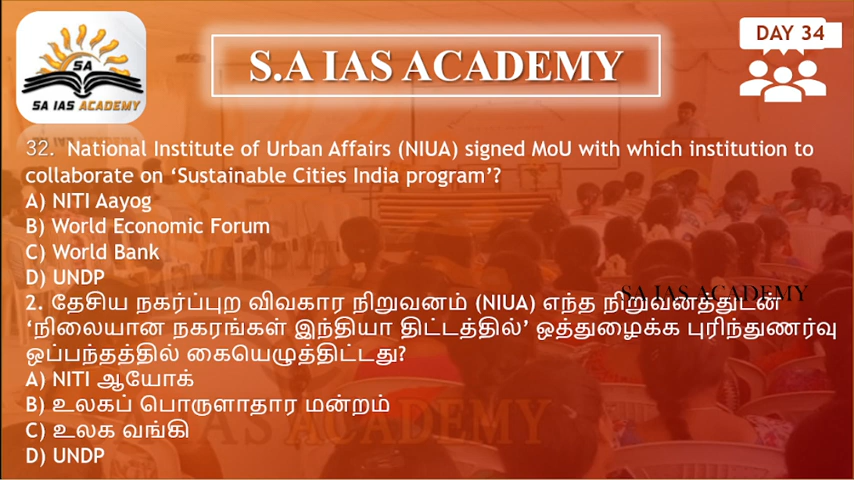 SA
SA IAS ACADEMY
S.A IAS ACADEMY
DAY 34
32. National Institute of Urban Affairs (NIUA) signed MoU with which institution to
collaborate on ‘Sustainable Cities India program’?
A) NITI Aayog
B) World Economic Forum
C) World Bank
D) UNDP
2. தேசிய நகர்ப்புற விவகார நிறுவனம் (NIUA) எந்த நிறுவனத்துடன்
‘நிலையான நகரங்கள் இந்தியா திட்டத்தில்’ ஒத்துழைக்க புரிந்துணர்வு
ஒப்பந்தத்தில் கையெழுத்திட்டது?
A) NITI ஆயோக்
B) உலகப் பொருளாதார மன்றம்
C) உலக வங்கி
D) UNDP
SA IAS ACADEMY
IAS ACADEMY